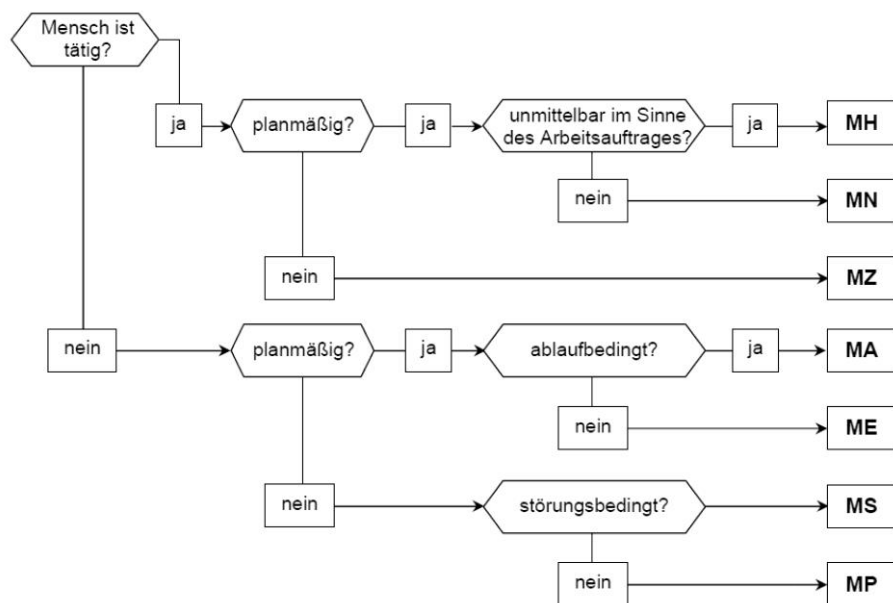 Mensch ist
tätig?
ja
planmäßig?
ja
unmittelbar im Sinne
des Arbeitsauftrages?
ja
MH
nein
MN
nein
MZ
nein
planmäßig?
ja
ablaufbedingt?
ja
MA
nein
ME
nein
störungsbedingt?
MS
nein
MP